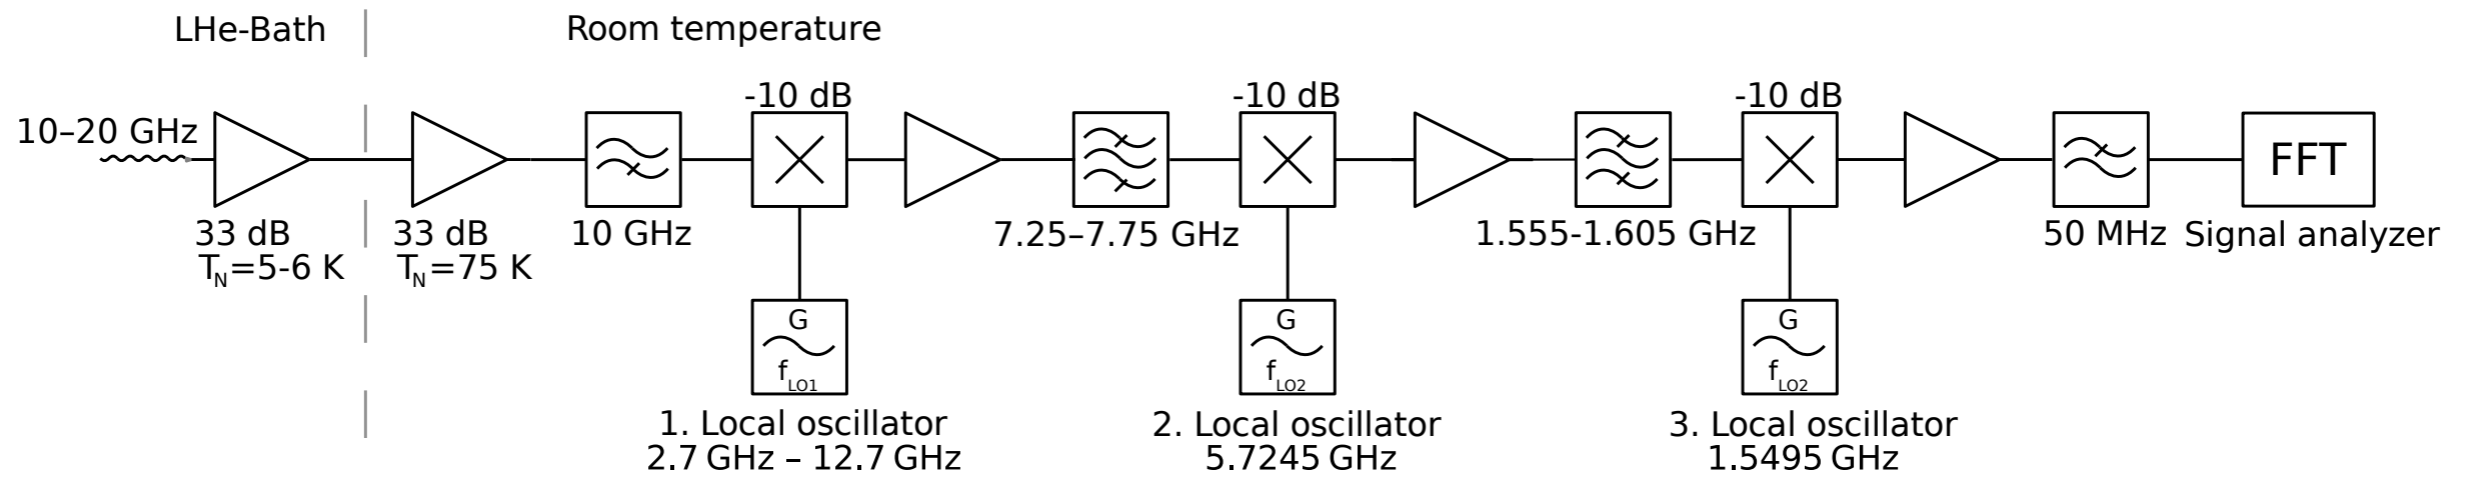 LHe-Bath
Room temperature
10–20 GHz
-10 dB
-10 dB
-10 dB
FFT
33 dB
T_N=5-6 K
33 dB
T_N=75 K
10 GHz
7.25–7.75 GHz
1.555-1.605 GHz
50 MHz
Signal analyzer
G
f_LO1
G
f_LO2
G
f_LO2
1. Local oscillator
2.7 GHz – 12.7 GHz
2. Local oscillator
5.7245 GHz
3. Local oscillator
1.5495 GHz